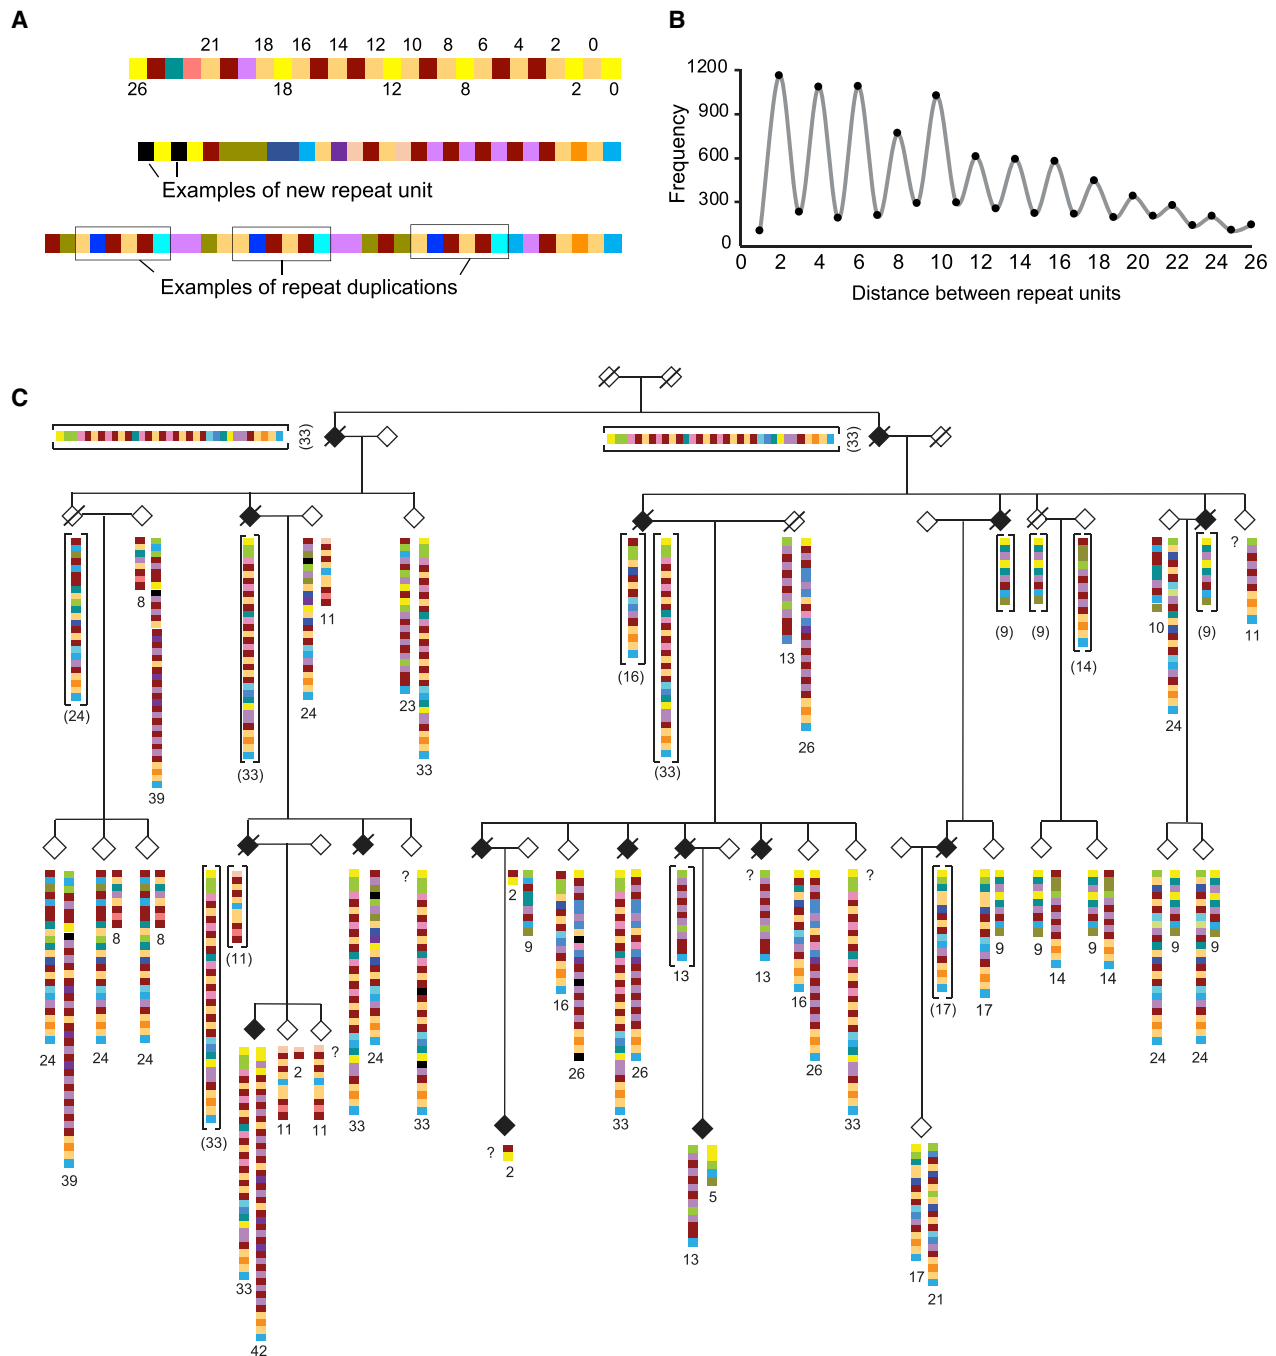 A
21 18 16 14 12 10 8 6 4 2 0
26 18 12 8 2 0
Examples of new repeat unit
Examples of repeat duplications
B
Frequency
1200
900
600
300
0
0 2 4 6 8 10 12 14 16 18 20 22 24 26
Distance between repeat units
C
(33) (33)
?
8 11 13 (9) (9) 10 (9) 11
(24) (33) 24 23 33 (16) (33) 26 (14) 24
39
? ? ?
2
8 8 (11) 9 13 13 9 9 9 9
24 24 24 (33) 33 24 33 16 26 33 26 16 26 33 (17) 17 14 14 24 24
39
?
2
11 11
33
42
? 2
5
13
17
21